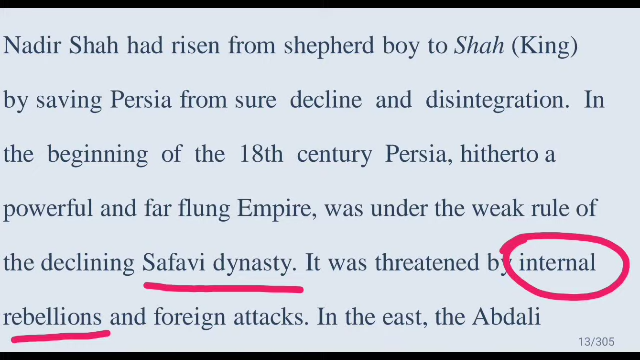 Nadir Shah had risen from shepherd boy to Shah (King)
by saving Persia from sure decline and disintegration. In
the beginning of the 18th century Persia, hitherto a
powerful and far flung Empire, was under the weak rule of
the declining Safavi dynasty. It was threatened by internal
rebellions and foreign attacks. In the east, the Abdali
13/305